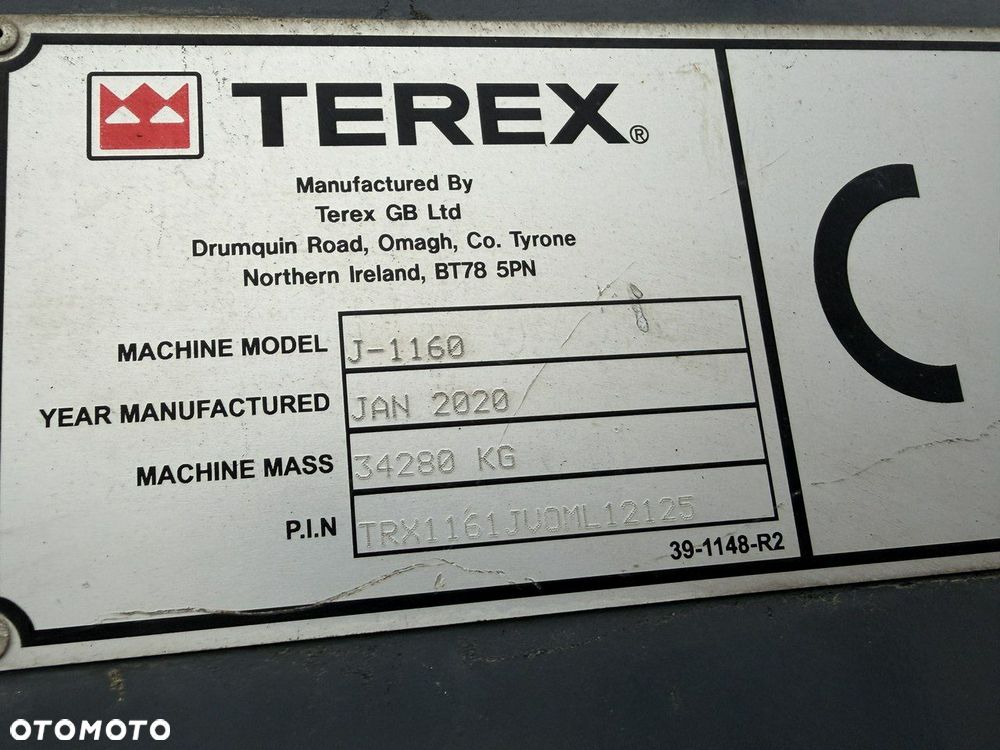 TEREX®
Manufactured By
Terex GB Ltd
Drumquin Road, Omagh, Co. Tyrone
Northern Ireland, BT78 5PN
MACHINE MODEL J-1160
YEAR MANUFACTURED JAN 2020
MACHINE MASS 34280 KG
P.I.N TRX1161JVDML12125
39-1148-R2
C
OTOMOTO